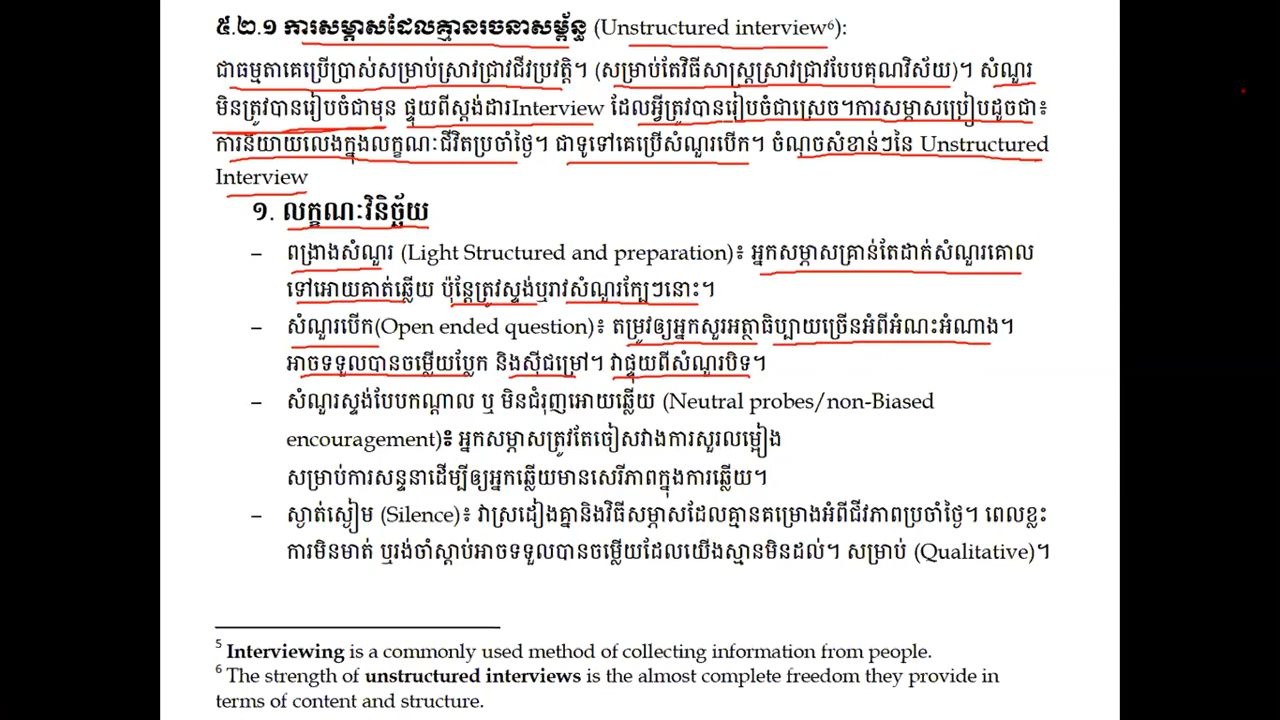 ៥.២.១ ការសម្ភាសដែលគ្មានរចនាសម្ព័ន្ធ (Unstructured interview6):
ជាធម្មតាគេប្រើប្រាស់សម្រាប់ស្រាវជ្រាវជីវប្រវត្តិ។ (សម្រាប់តែវិធីសាស្ត្រស្រាវជ្រាវបែបគុណវិស័យ)។ សំណួរ
មិនត្រូវបានរៀបចំជាមុន ផ្ទុយពីស្តង់ដារInterview ដែលអ្វីត្រូវបានរៀបចំជាស្រេច។ការសម្ភាសប្រៀបដូចជា៖
ការនិយាយលេងក្នុងលក្ខណៈជីវិតប្រចាំថ្ងៃ។ ជាទូទៅគេប្រើសំណួរបើក។ ចំណុចសំខាន់ៗនៃ Unstructured
Interview
១. លក្ខណៈវិនិច្ឆ័យ
– ពង្រាងសំណួរ (Light Structured and preparation)៖ អ្នកសម្ភាសគ្រាន់តែដាក់សំណួរគោល
ទៅអោយគាត់ឆ្លើយ ប៉ុន្តែត្រូវស្ទង់ឬរាវសំណួរក្បែៗនោះ។
– សំណួរបើក(Open ended question)៖ តម្រូវឲ្យអ្នកសួរអត្ថាធិប្បាយច្រើនអំពីអំណះអំណាង។
អាចទទួលបានចម្លើយប្លែក និងស៊ីជម្រៅ។ វាផ្ទុយពីសំណួរបិទ។
– សំណួរស្ទង់បែបកណ្តាល ឬ មិនជំរុញអោយឆ្លើយ (Neutral probes/non-Biased
encouragement)៖ អ្នកសម្ភាសត្រូវតែចៀសវាងការសួរលម្អៀង
សម្រាប់ការសន្ទនាដើម្បីឲ្យអ្នកឆ្លើយមានសេរីភាពក្នុងការឆ្លើយ។
– ស្ងាត់ស្ងៀម (Silence)៖ វាស្រដៀងគ្នានិងវិធីសម្ភាសដែលគ្មានគម្រោងអំពីជីវភាពប្រចាំថ្ងៃ។ ពេលខ្លះ
ការមិនមាត់ ឬរង់ចាំស្តាប់អាចទទួលបានចម្លើយដែលយើងស្មានមិនដល់។ សម្រាប់ (Qualitative)។
5 Interviewing is a commonly used method of collecting information from people.
6 The strength of unstructured interviews is the almost complete freedom they provide in
terms of content and structure.